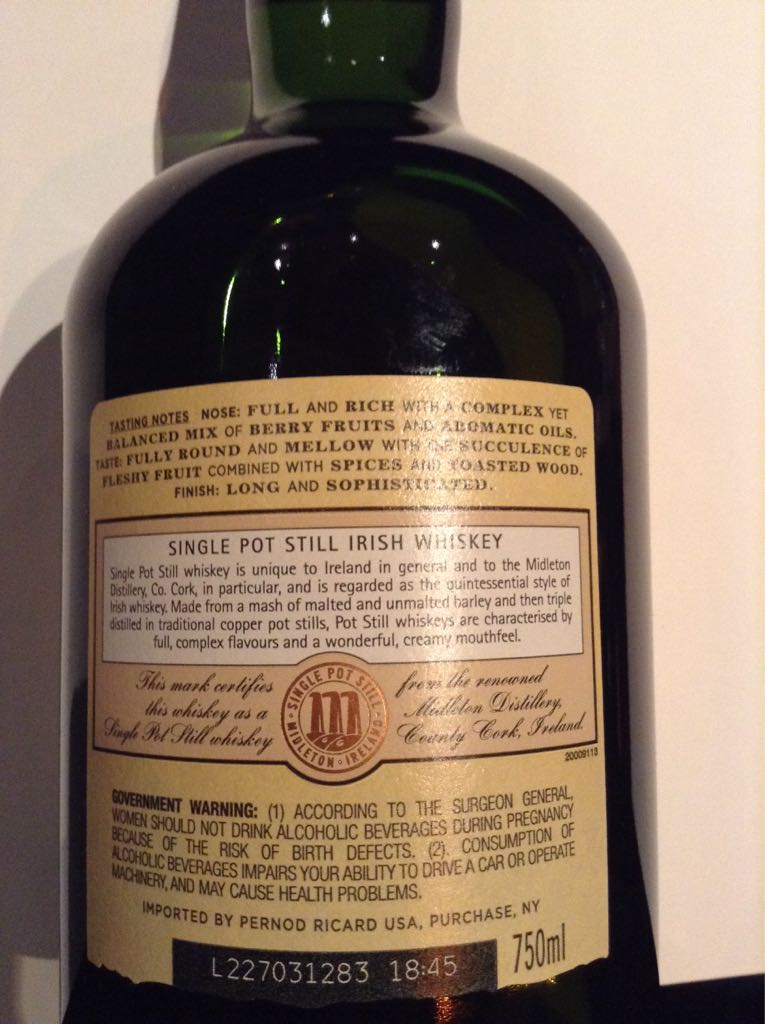 TASTING NOTES NOSE: FULL AND RICH WITH A COMPLEX YET
BALANCED MIX OF BERRY FRUITS AND AROMATIC OILS.
TASTE: FULLY ROUND AND MELLOW WITH THE SUCCULENCE OF
FLESHY FRUIT COMBINED WITH SPICES AND TOASTED WOOD.
FINISH: LONG AND SOPHISTICATED.
SINGLE POT STILL IRISH WHISKEY
Single Pot Still whiskey is unique to Ireland in general and to the Midleton
Distillery, Co. Cork, in particular, and is regarded as the quintessential style of
Irish whiskey. Made from a mash of malted and unmalted barley and then triple
distilled in traditional copper pot stills, Pot Still whiskeys are characterised by
full, complex flavours and a wonderful, creamy mouthfeel.
This mark certifies
this whiskey as a
Single Pot Still whiskey
SINGLE POT STILL
MIDLETON IRELAND
from the renowned
Midleton Distillery,
County Cork, Ireland.
20009113
GOVERNMENT WARNING: (1) ACCORDING TO THE SURGEON GENERAL,
WOMEN SHOULD NOT DRINK ALCOHOLIC BEVERAGES DURING PREGNANCY
BECAUSE OF THE RISK OF BIRTH DEFECTS. (2). CONSUMPTION OF
ALCOHOLIC BEVERAGES IMPAIRS YOUR ABILITY TO DRIVE A CAR OR OPERATE
MACHINERY, AND MAY CAUSE HEALTH PROBLEMS.
IMPORTED BY PERNOD RICARD USA, PURCHASE, NY
L227031283 18:45
750ml